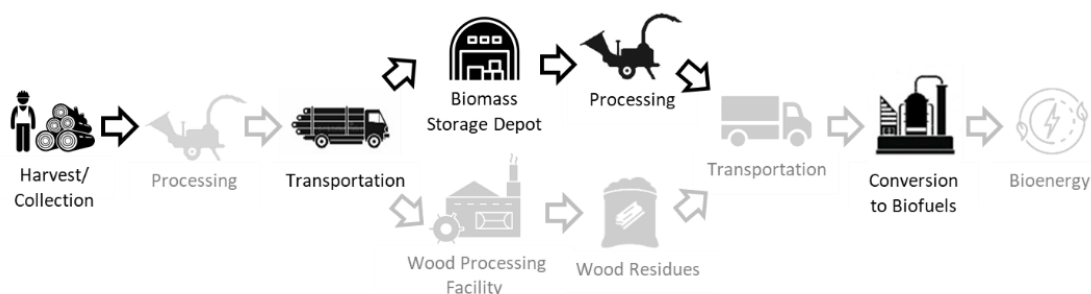 Harvest/
Collection
Processing
Transportation
Biomass
Storage Depot
Processing
Wood Processing
Facility
Wood Residues
Transportation
Conversion
to Biofuels
Bioenergy